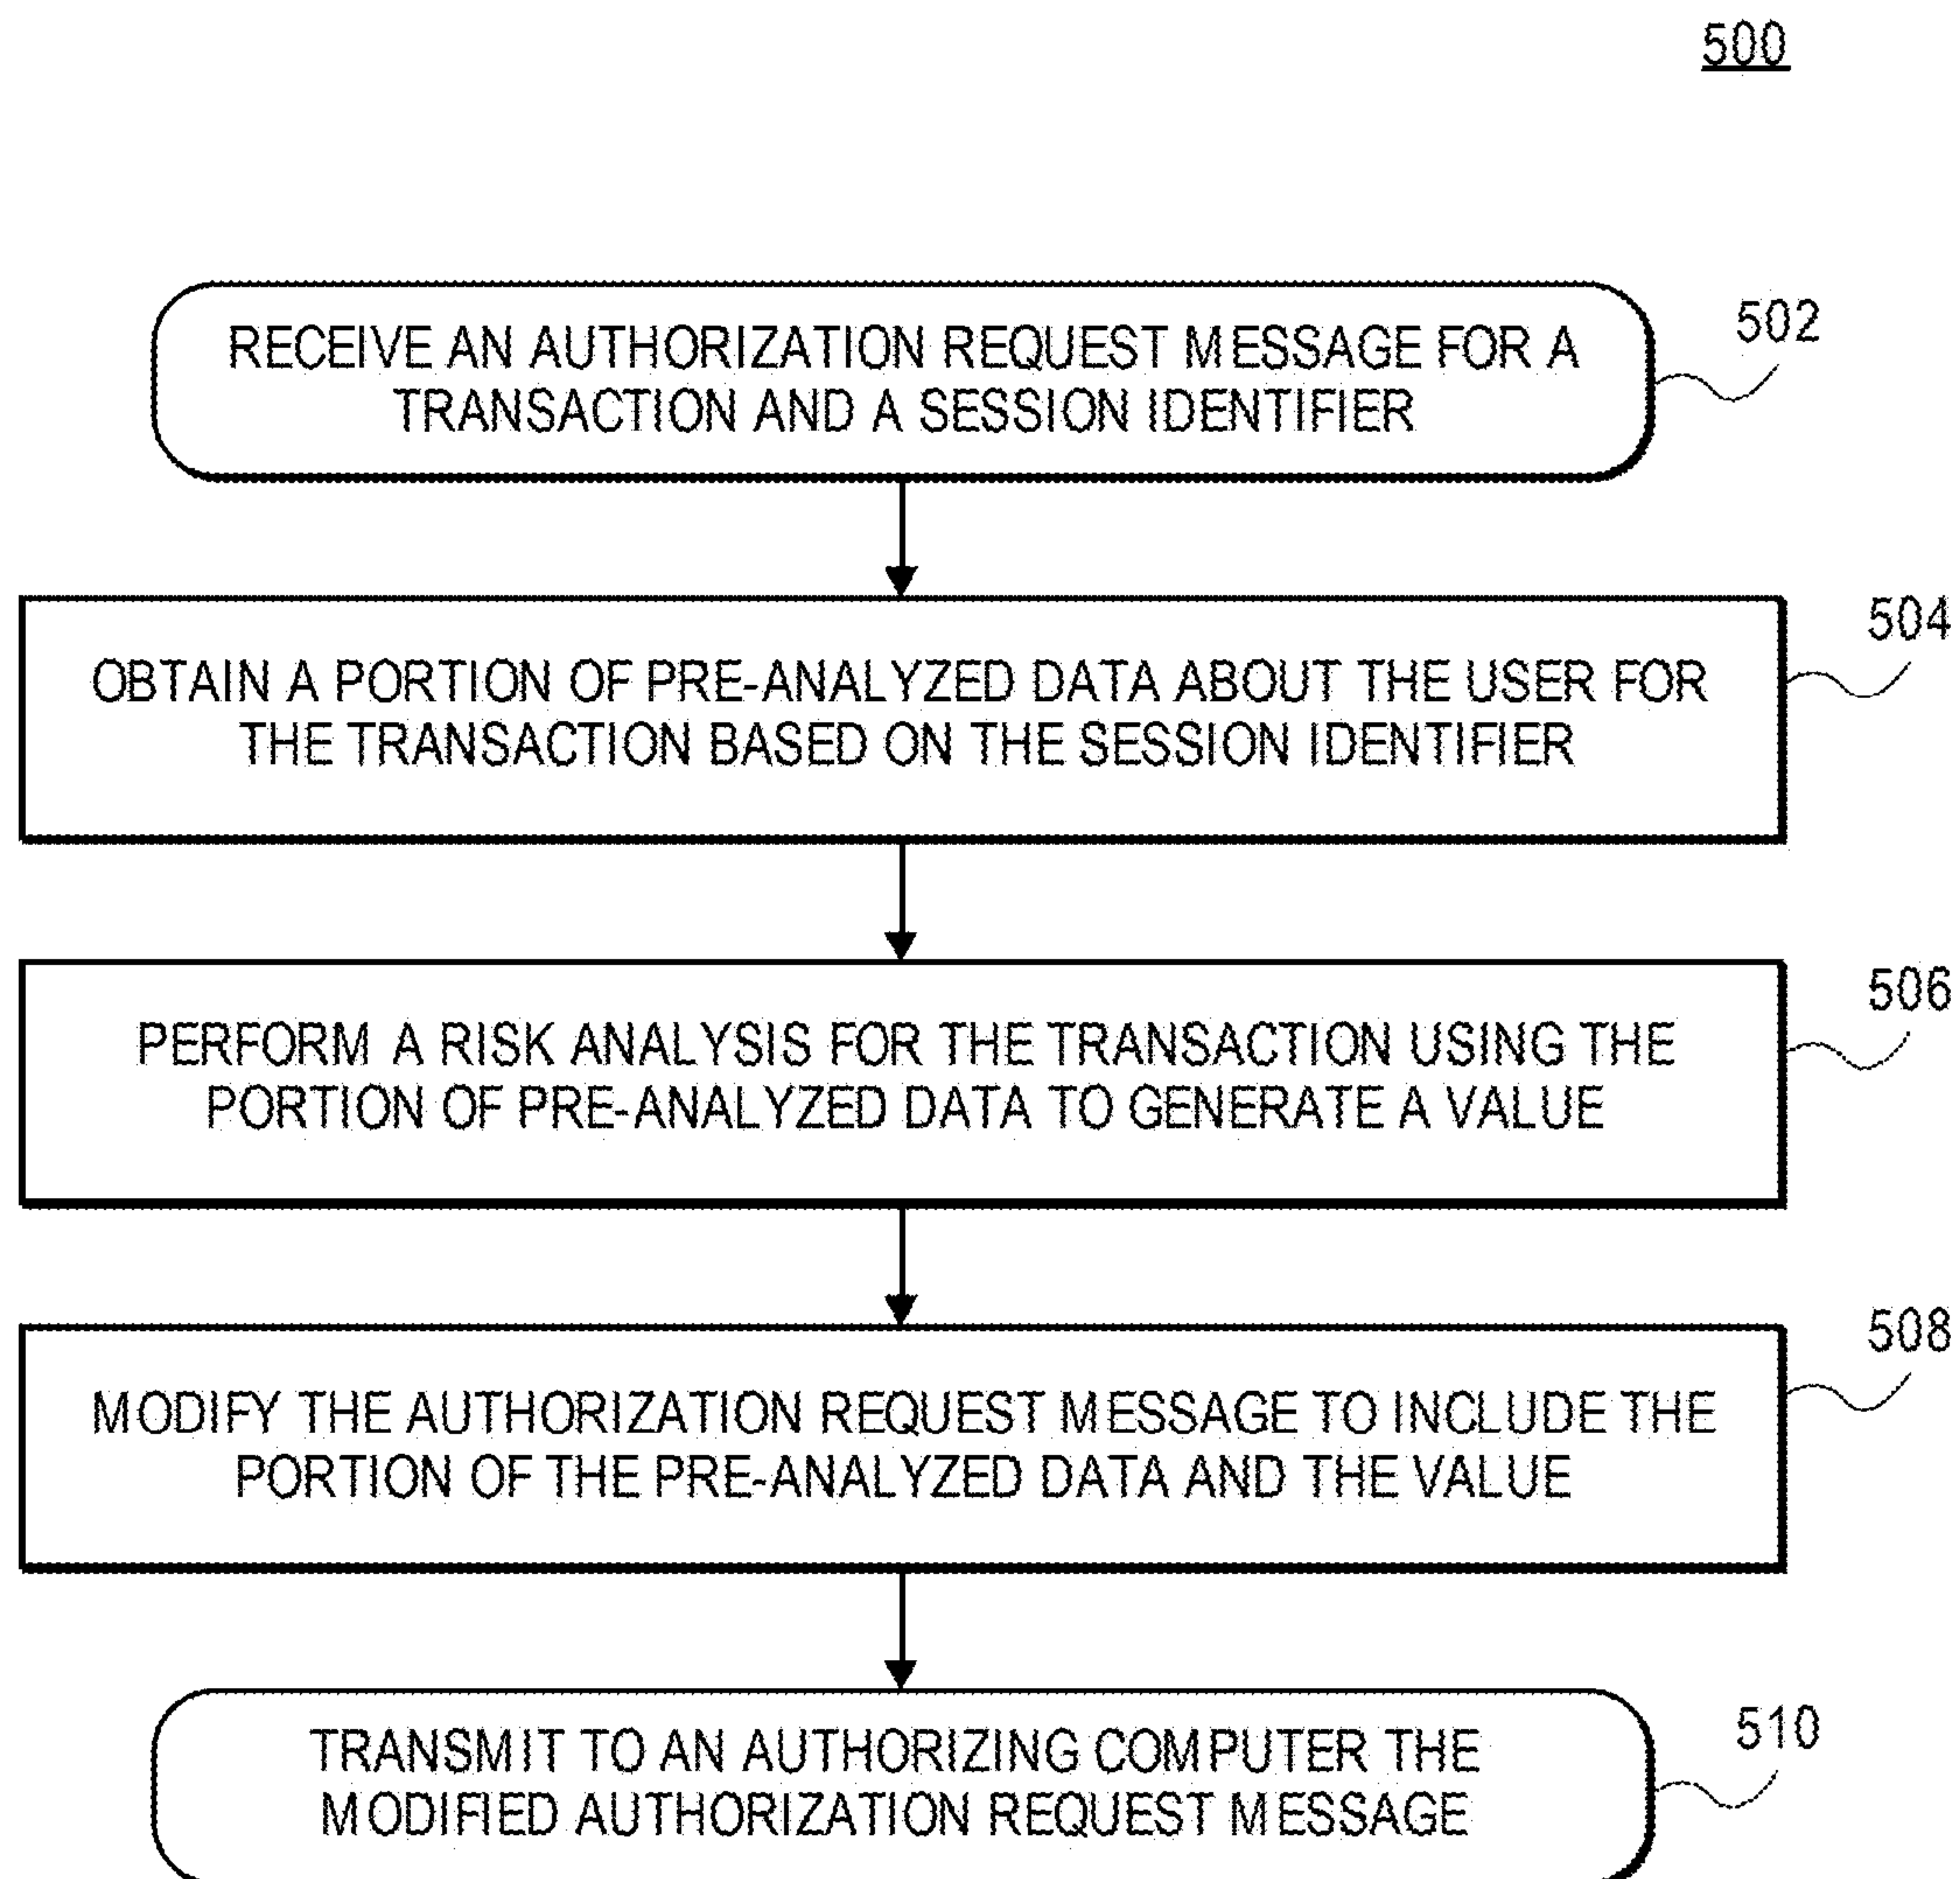 500
RECEIVE AN AUTHORIZATION REQUEST MESSAGE FOR A
TRANSACTION AND A SESSION IDENTIFIER
502
OBTAIN A PORTION OF PRE-ANALYZED DATA ABOUT THE USER FOR
THE TRANSACTION BASED ON THE SESSION IDENTIFIER
504
PERFORM A RISK ANALYSIS FOR THE TRANSACTION USING THE
PORTION OF PRE-ANALYZED DATA TO GENERATE A VALUE
506
MODIFY THE AUTHORIZATION REQUEST MESSAGE TO INCLUDE THE
PORTION OF THE PRE-ANALYZED DATA AND THE VALUE
508
TRANSMIT TO AN AUTHORIZING COMPUTER THE
MODIFIED AUTHORIZATION REQUEST MESSAGE
510